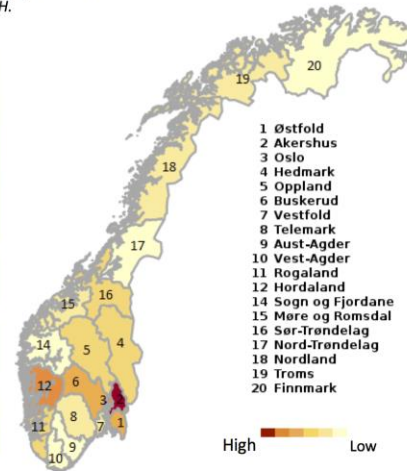 H.
20
19
18
17
16
15
14
5
4
12
6
3
11
8
7
1
9
10
1 Østfold
2 Akershus
3 Oslo
4 Hedmark
5 Oppland
6 Buskerud
7 Vestfold
8 Telemark
9 Aust-Agder
10 Vest-Agder
11 Rogaland
12 Hordaland
14 Sogn og Fjordane
15 Møre og Romsdal
16 Sør-Trøndelag
17 Nord-Trøndelag
18 Nordland
19 Troms
20 Finnmark
High Low